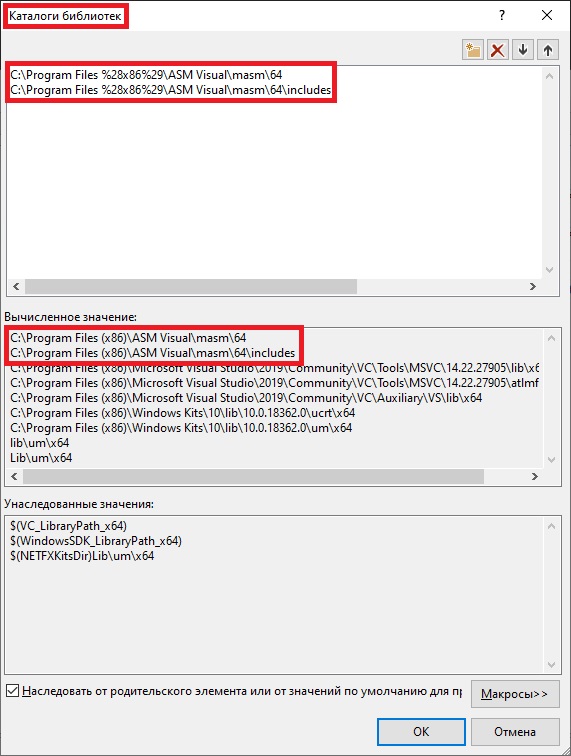 Каталоги библиотек
C:\Program Files %28x86%29\ASM Visual\masm\64
C:\Program Files %28x86%29\ASM Visual\masm\64\includes
Вычисленное значение:
C:\Program Files (x86)\ASM Visual\masm\64
C:\Program Files (x86)\ASM Visual\masm\64\includes
C:\Program Files (x86)\Microsoft Visual Studio\2019\Community\VC\Tools\MSVC\14.22.27905\lib\x6
C:\Program Files (x86)\Microsoft Visual Studio\2019\Community\VC\Tools\MSVC\14.22.27905\atlmf
C:\Program Files (x86)\Microsoft Visual Studio\2019\Community\VC\Auxiliary\VS\lib\x64
C:\Program Files (x86)\Windows Kits\10\lib\10.0.18362.0\ucrt\x64
C:\Program Files (x86)\Windows Kits\10\lib\10.0.18362.0\um\x64
lib\um\x64
Lib\um\x64
Унаследованные значения:
$(VC_LibraryPath_x64)
$(WindowsSDK_LibraryPath_x64)
$(NETFXKitsDir)Lib\um\x64
Наследовать от родительского элемента или от значений по умолчанию для пр
Макросы>>
OK
Отмена